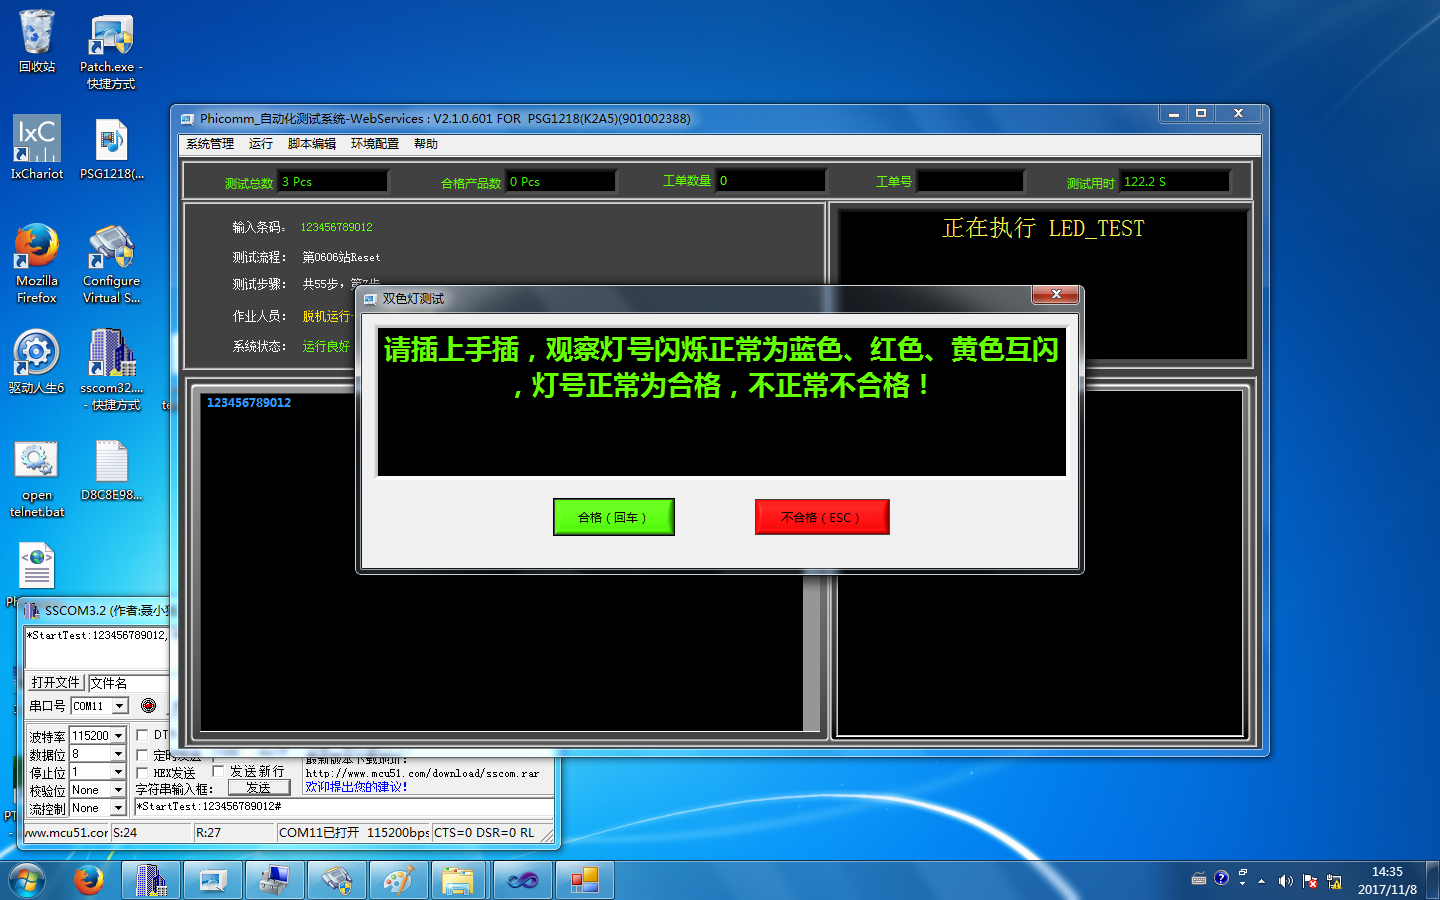 回收站
Patch.exe -
快捷方式
IxChariot
PSG1218(...
Mozilla
Firefox
Configure
Virtual S...
驱动人生6
sscom32....
- 快捷方式
open
telnet.bat
D8C8E98...
Phicomm_自动化测试系统-WebServices : V2.1.0.601 FOR  PSG1218(K2A5)(901002388)
系统管理 运行 脚本编辑 环境配置 帮助
测试总数 3 Pcs 合格产品数 0 Pcs 工单数量 0 工单号 测试用时 122.2 S
输入条码: 123456789012
测试流程: 第0606站Reset
测试步骤: 共55步，第7步
作业人员: 脱机运行
系统状态: 运行良好
正在执行 LED_TEST
123456789012
双色灯测试
请插上手插，观察灯号闪烁正常为蓝色、红色、黄色互闪
，灯号正常为合格，不正常不合格！
合格（回车） 不合格（ESC）
SSCOM3.2 (作者:聂小
*StartTest:123456789012,
打开文件 文件名
串口号 COM11
波特率 115200 DT
数据位 8
停止位 1 HEX发送 发送新行
校验位 None 字符串输入框: 发送
流控制 None *StartTest:123456789012#
http://www.mcu51.com/download/sscom.rar
欢迎提出您的建议!
ww.mcu51.cor S:24 R:27 COM11已打开  115200bps CTS=0 DSR=0 RL
14:35
2017/11/8